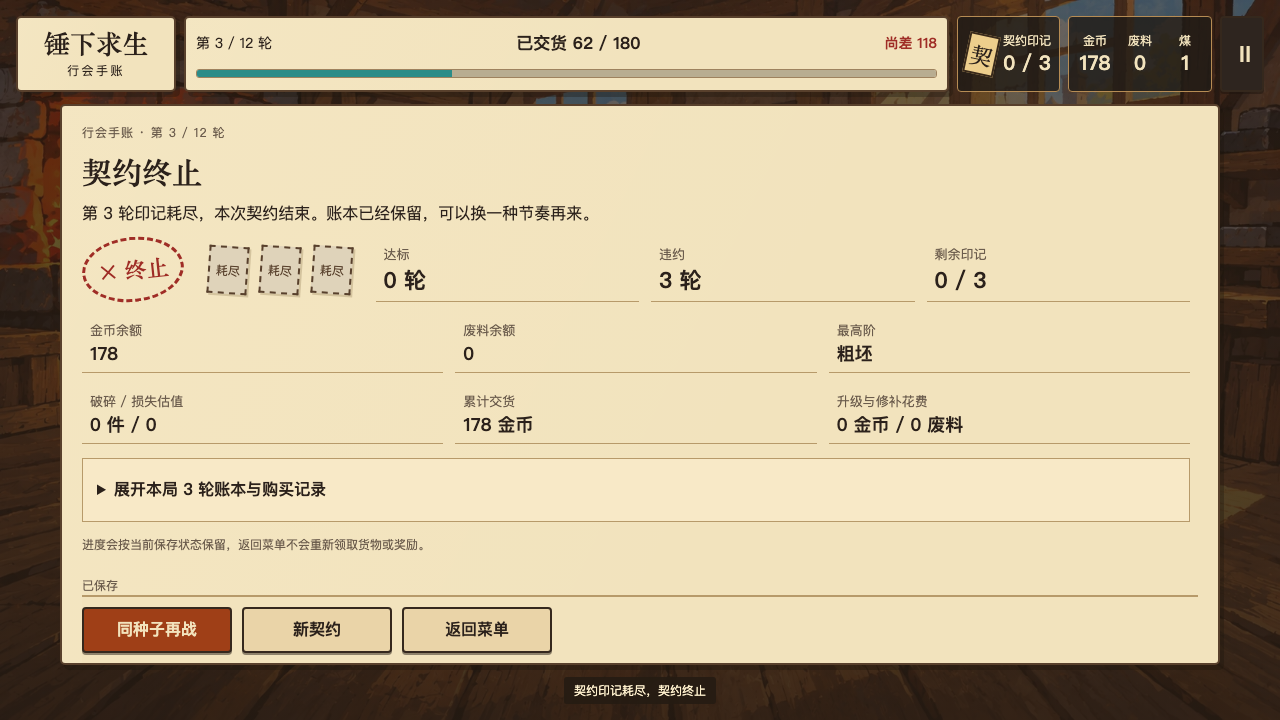 锤下求生
行会手账
第 3 / 12 轮
已交货 62 / 180
尚差 118
契
契约印记
0 / 3
金币
废料
煤
178
0
1
行会手账 · 第 3 / 12 轮
契约终止
第 3 轮印记耗尽，本次契约结束。账本已经保留，可以换一种节奏再来。
× 终止
耗尽
耗尽
耗尽
达标
0 轮
违约
3 轮
剩余印记
0 / 3
金币余额
178
废料余额
0
最高阶
粗坯
破碎 / 损失估值
0 件 / 0
累计交货
178 金币
升级与修补花费
0 金币 / 0 废料
▶ 展开本局 3 轮账本与购买记录
进度会按当前保存状态保留，返回菜单不会重新领取货物或奖励。
已保存
同种子再战
新契约
返回菜单
契约印记耗尽，契约终止